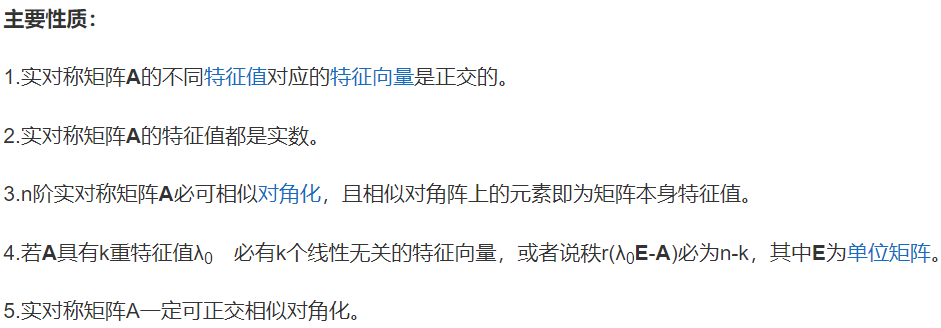 主要性质：
1.实对称矩阵A的不同特征值对应的特征向量是正交的。
2.实对称矩阵A的特征值都是实数。
3.n阶实对称矩阵A必可相似对角化，且相似对角阵上的元素即为矩阵本身特征值。
4.若A具有k重特征值λ₀　必有k个线性无关的特征向量，或者说秩r(λ₀E-A)必为n-k，其中E为单位矩阵。
5.实对称矩阵A一定可正交相似对角化。